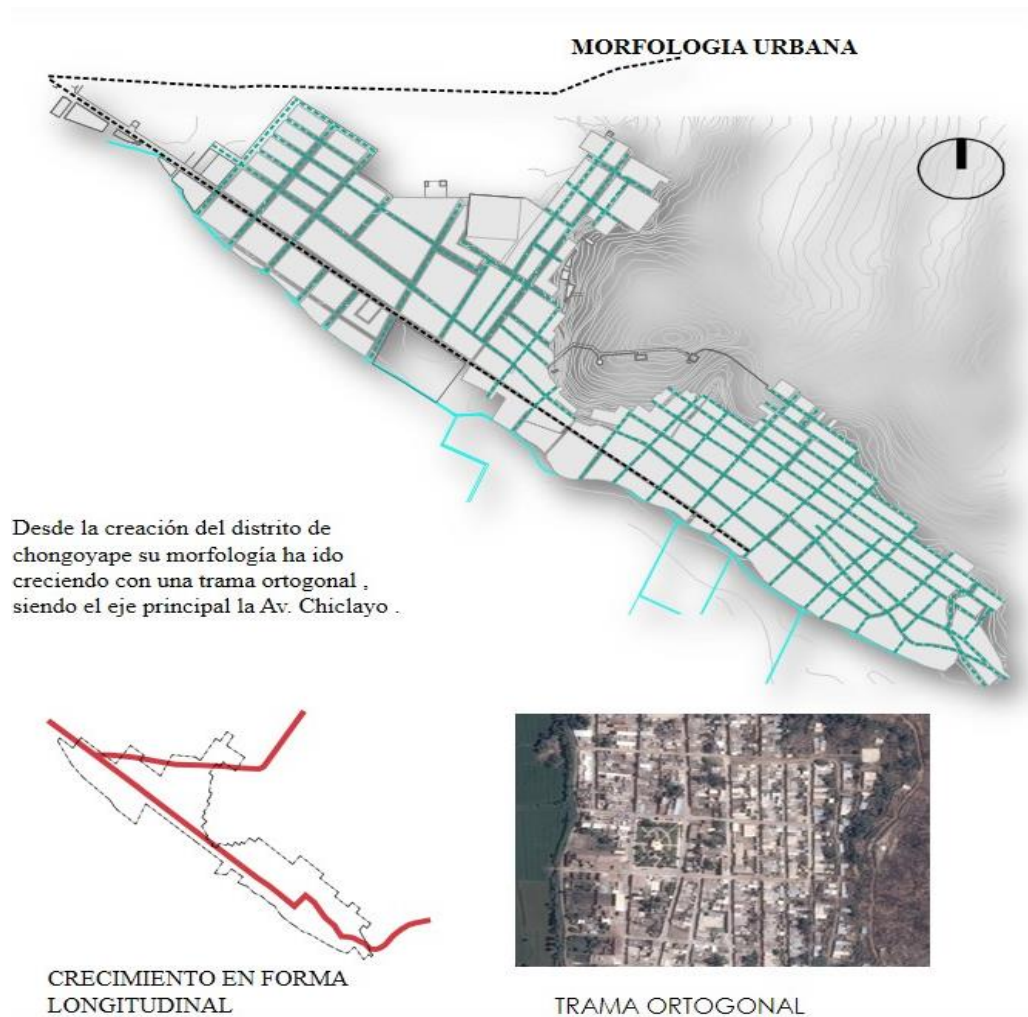 MORFOLOGIA URBANA
Desde la creación del distrito de
chongoyape su morfología ha ido
creciendo con una trama ortogonal ,
siendo el eje principal la Av. Chiclayo .
CRECIMIENTO EN FORMA
LONGITUDINAL
TRAMA ORTOGONAL